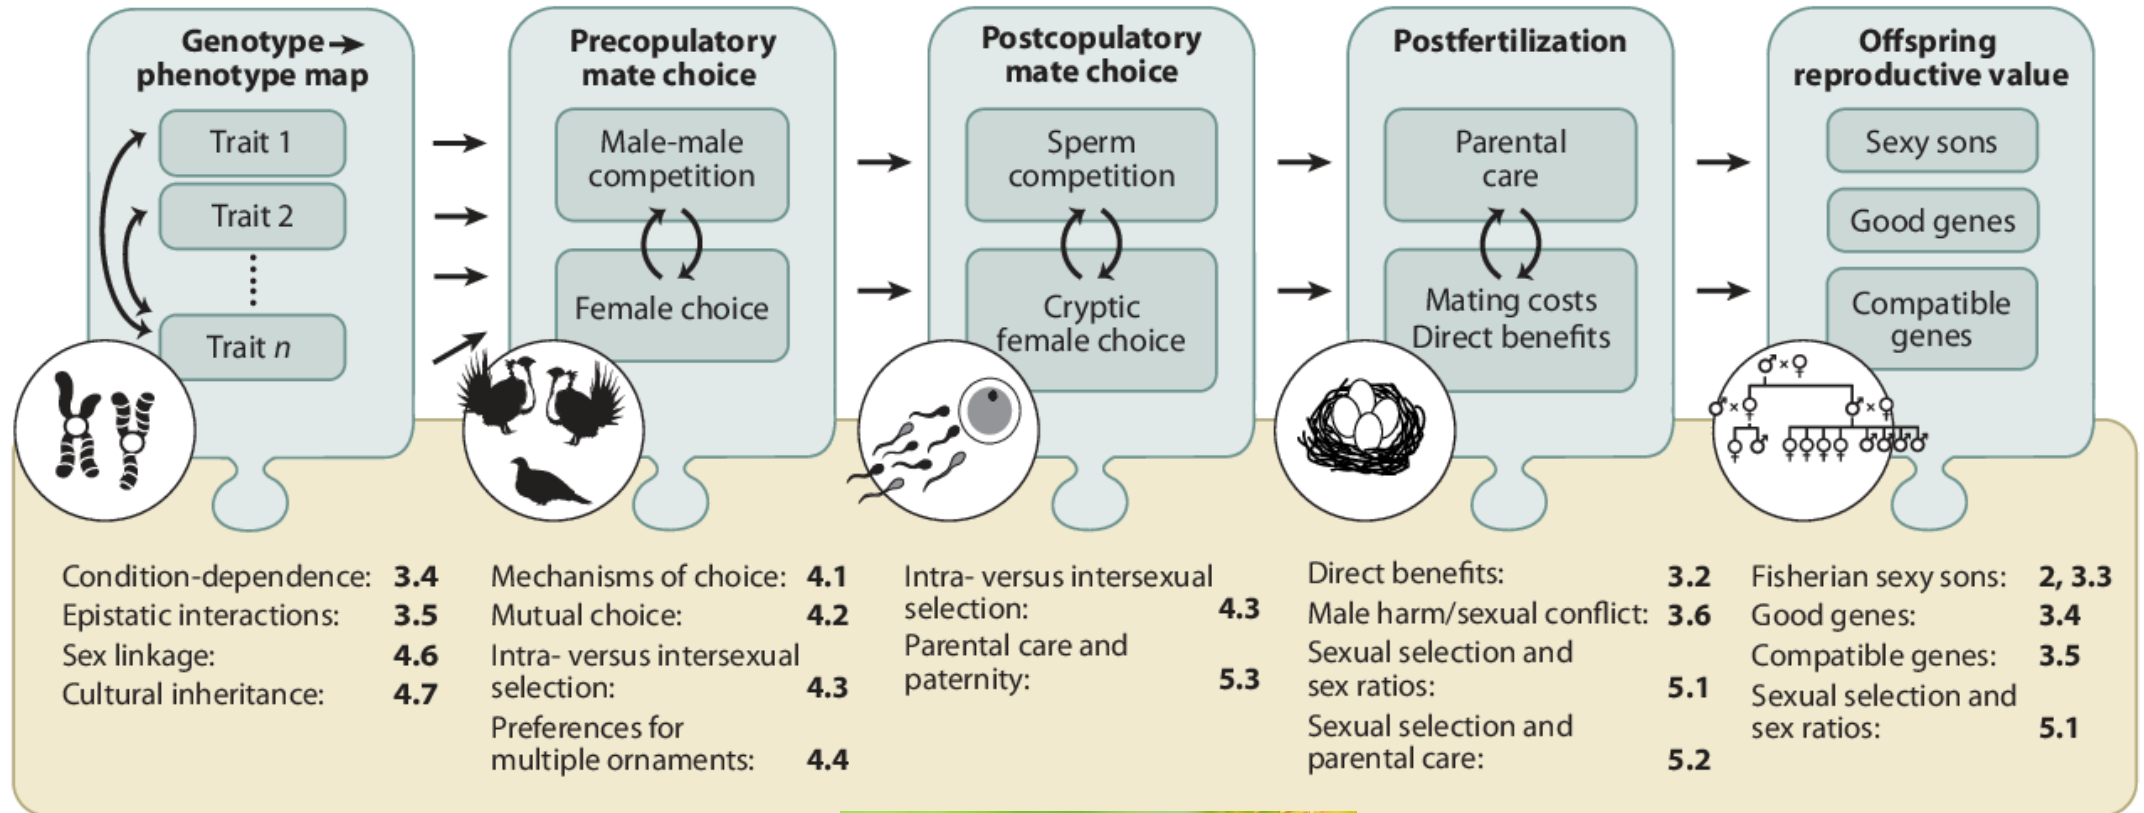 Genotype→
phenotype map
Trait 1
Trait 2
Trait n
Precopulatory
mate choice
Male-male
competition
Female choice
Postcopulatory
mate choice
Sperm
competition
Cryptic
female choice
Postfertilization
Parental
care
Mating costs
Direct benefits
Offspring
reproductive value
Sexy sons
Good genes
Compatible
genes
♂ × ♀
♂ × ♀
♂ × ♀
Condition-dependence: 3.4
Epistatic interactions: 3.5
Sex linkage: 4.6
Cultural inheritance: 4.7
Mechanisms of choice: 4.1
Mutual choice: 4.2
Intra- versus intersexual
selection: 4.3
Preferences for
multiple ornaments: 4.4
Intra- versus intersexual
selection: 4.3
Parental care and
paternity: 5.3
Direct benefits: 3.2
Male harm/sexual conflict: 3.6
Sexual selection and
sex ratios: 5.1
Sexual selection and
parental care: 5.2
Fisherian sexy sons: 2, 3.3
Good genes: 3.4
Compatible genes: 3.5
Sexual selection and
sex ratios: 5.1